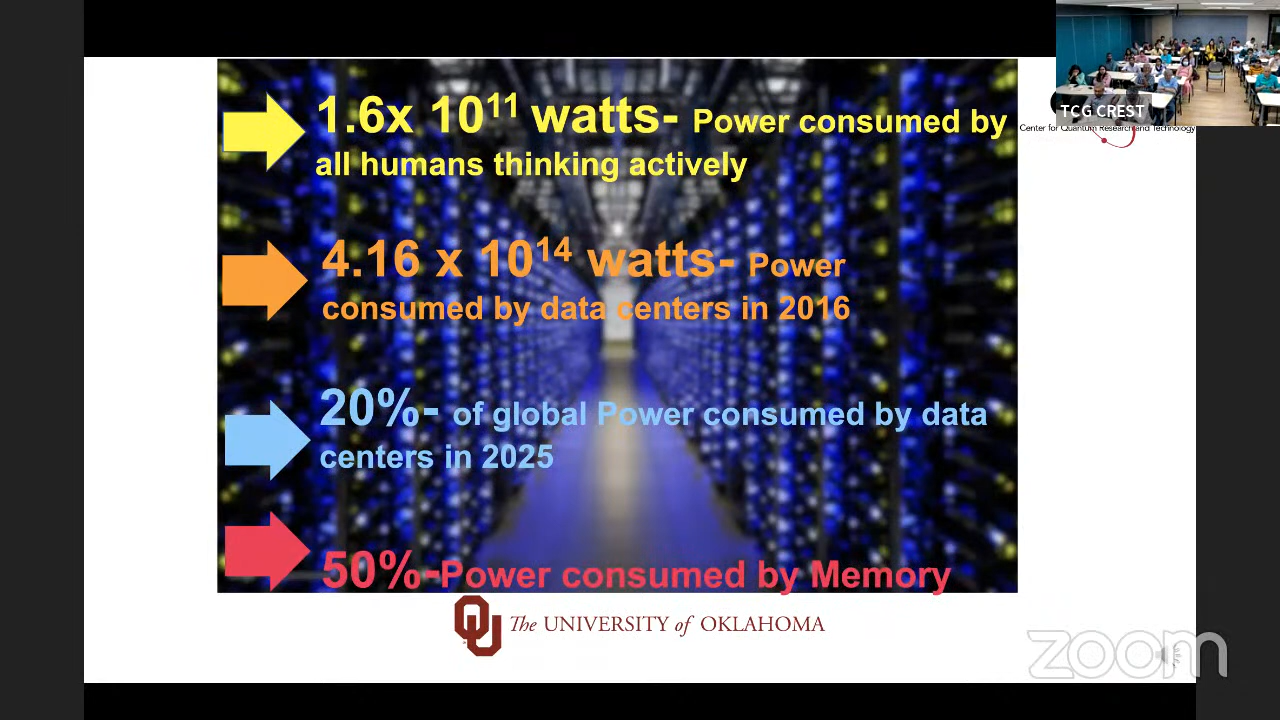 1.6x 10¹¹ watts- Power consumed by
all humans thinking actively
4.16 x 10¹⁴ watts- Power
consumed by data centers in 2016
20%- of global Power consumed by data
centers in 2025
50%-Power consumed by Memory
TCG CREST
Center for Quantum Research and Technology
OU The UNIVERSITY of OKLAHOMA
zoom